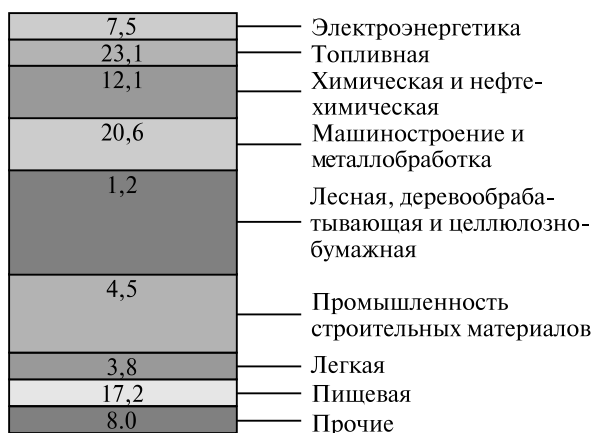 7,5 Электроэнергетика
23,1 Топливная
12,1 Химическая и нефте-
химическая
20,6 Машиностроение и
металлобработка
1,2 Лесная, деревообраба-
тывающая и целлюлозно-
бумажная
4,5 Промышленность
строительных материалов
3,8 Легкая
17,2 Пищевая
8.0 Прочие